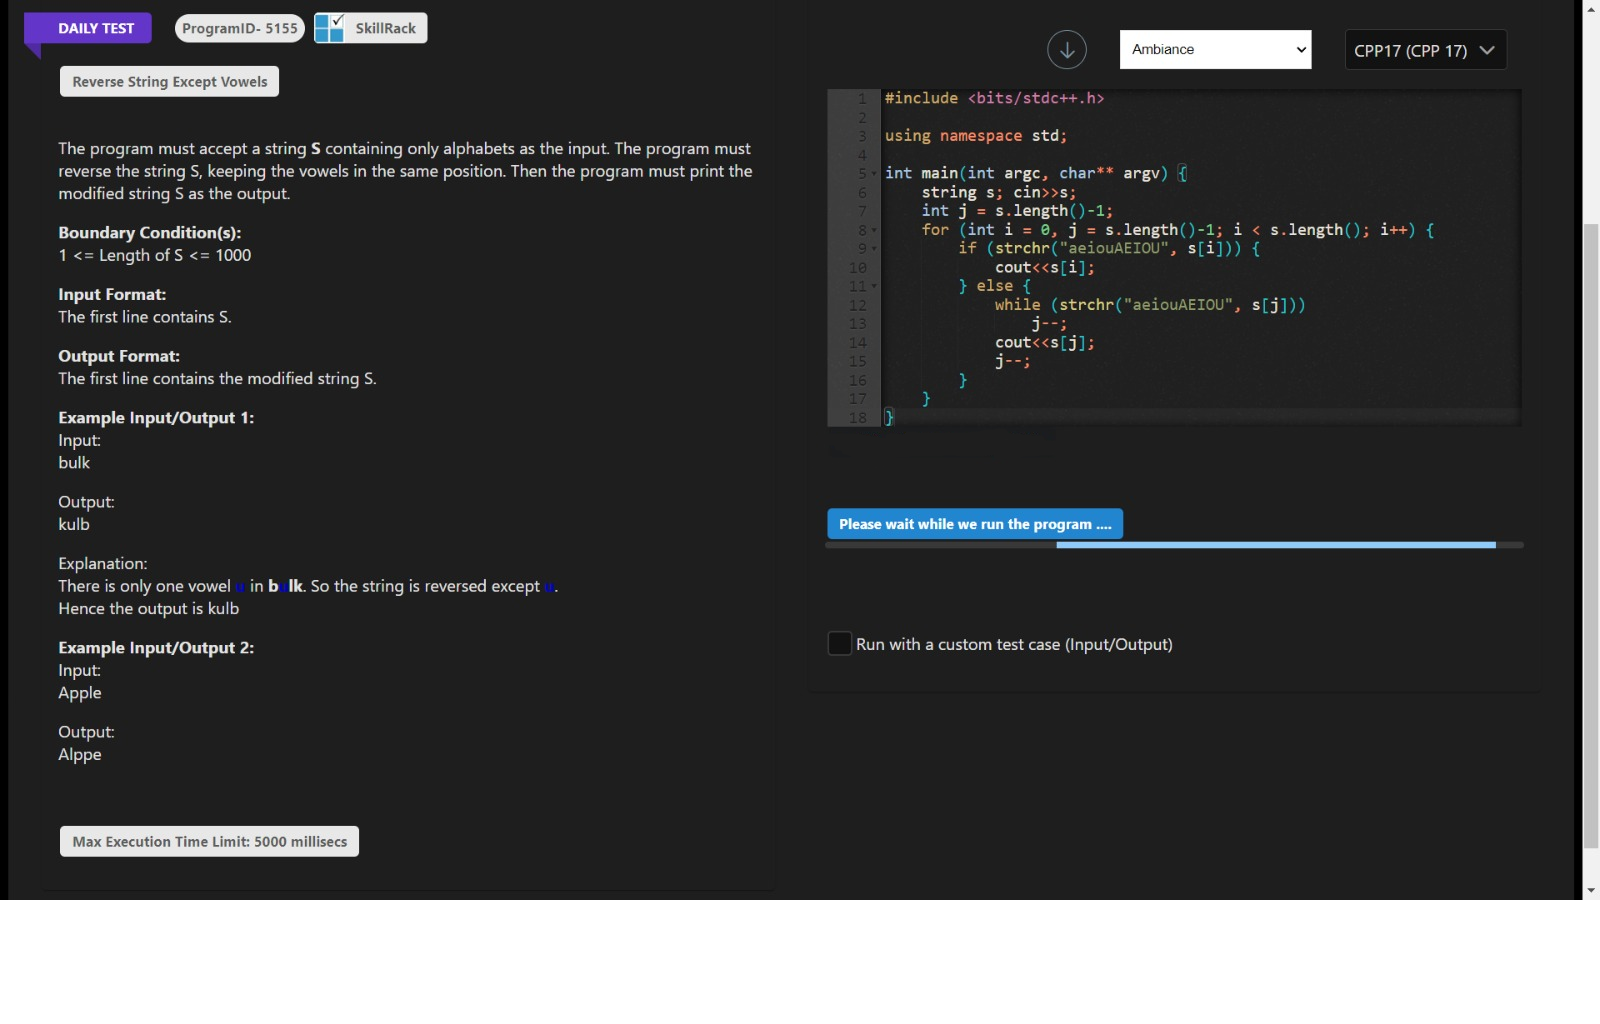 DAILY TEST
ProgramID- 5155
SkillRack
Reverse String Except Vowels
The program must accept a string S containing only alphabets as the input. The program must
reverse the string S, keeping the vowels in the same position. Then the program must print the
modified string S as the output.
Boundary Condition(s):
1 <= Length of S <= 1000
Input Format:
The first line contains S.
Output Format:
The first line contains the modified string S.
Example Input/Output 1:
Input:
bulk
Output:
kulb
Explanation:
There is only one vowel u in bulk. So the string is reversed except u.
Hence the output is kulb
Example Input/Output 2:
Input:
Apple
Output:
Alppe
Max Execution Time Limit: 5000 millisecs
Ambiance
CPP17 (CPP 17)
1 #include <bits/stdc++.h>
2
3 using namespace std;
4
5 int main(int argc, char** argv) {
6 string s; cin>>s;
7 int j = s.length()-1;
8 for (int i = 0, j = s.length()-1; i < s.length(); i++) {
9 if (strchr("aeiouAEIOU", s[i])) {
10 cout<<s[i];
11 } else {
12 while (strchr("aeiouAEIOU", s[j]))
13 j--;
14 cout<<s[j];
15 j--;
16 }
17 }
18 }
Please wait while we run the program ....
Run with a custom test case (Input/Output)